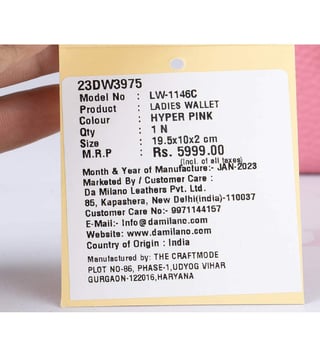 23DW3975
Model No : LW-1146C
Product : LADIES WALLET
Colour : HYPER PINK
Qty : 1 N
Size : 19.5x10x2 cm
M.R.P : Rs. 5999.00
(Incl. of all taxes)
Month & Year of Manufacture:- JAN-2023
Marketed By / Customer Care :
Da Milano Leathers Pvt. Ltd.
85, Kapashera, New Delhi(india)-110037
Customer Care No:- 9971144157
E-Mail:- Info@damilano.com
Website: www.damilano.com
Country of Origin : India
Manufactured by: THE CRAFTMODE
PLOT NO-86, PHASE-1,UDYOG VIHAR
GURGAON-122016,HARYANA